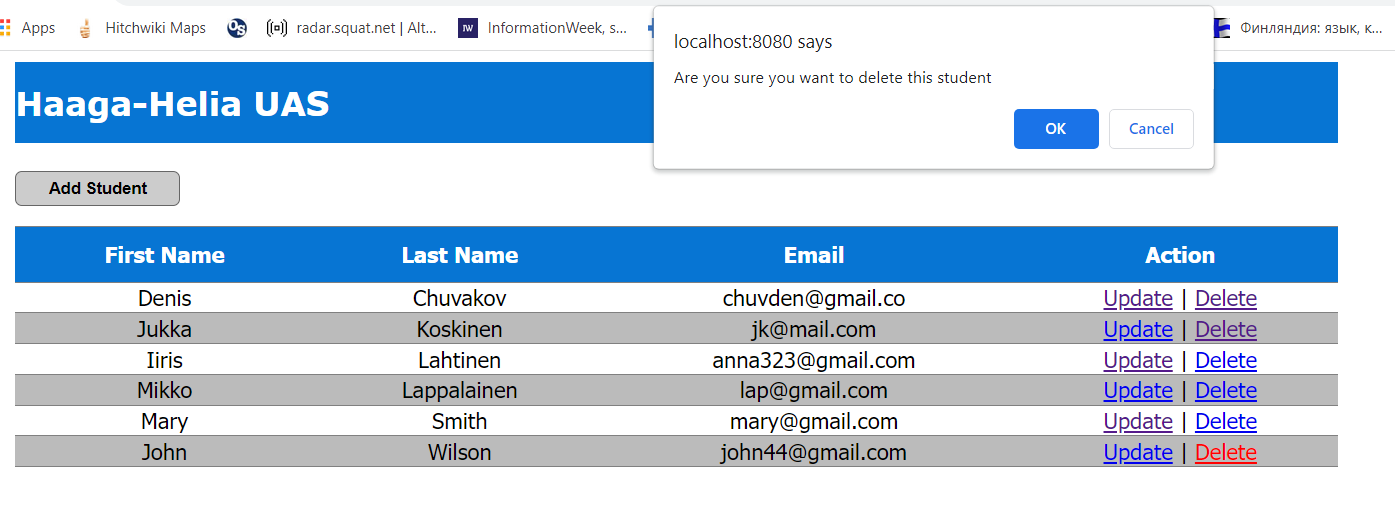 Apps Hitchwiki Maps OS radar.squat.net | Alt... IW InformationWeek, s... Финляндия: язык, к...
localhost:8080 says
Are you sure you want to delete this student
OK Cancel
Haaga-Helia UAS
Add Student
First Name Last Name Email Action
Denis Chuvakov chuvden@gmail.co Update | Delete
Jukka Koskinen jk@mail.com Update | Delete
Iiris Lahtinen anna323@gmail.com Update | Delete
Mikko Lappalainen lap@gmail.com Update | Delete
Mary Smith mary@gmail.com Update | Delete
John Wilson john44@gmail.com Update | Delete